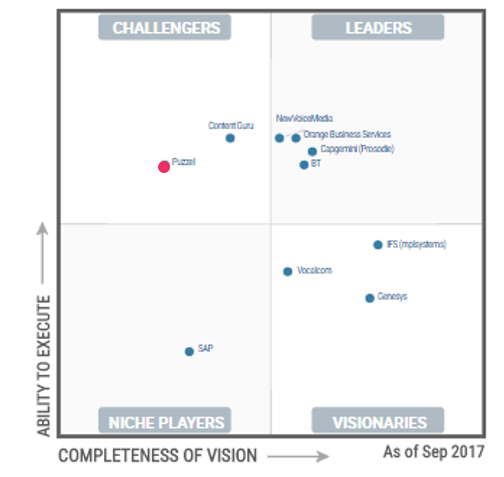 CHALLENGERS
LEADERS
NewVoiceMedia
Content Guru
Orange Business Services
Capgemini (Prosodie)
Puzzel
BT
IFS (mplsystems)
Vocalcom
Genesys
SAP
NICHE PLAYERS
VISIONARIES
ABILITY TO EXECUTE
COMPLETENESS OF VISION
As of Sep 2017